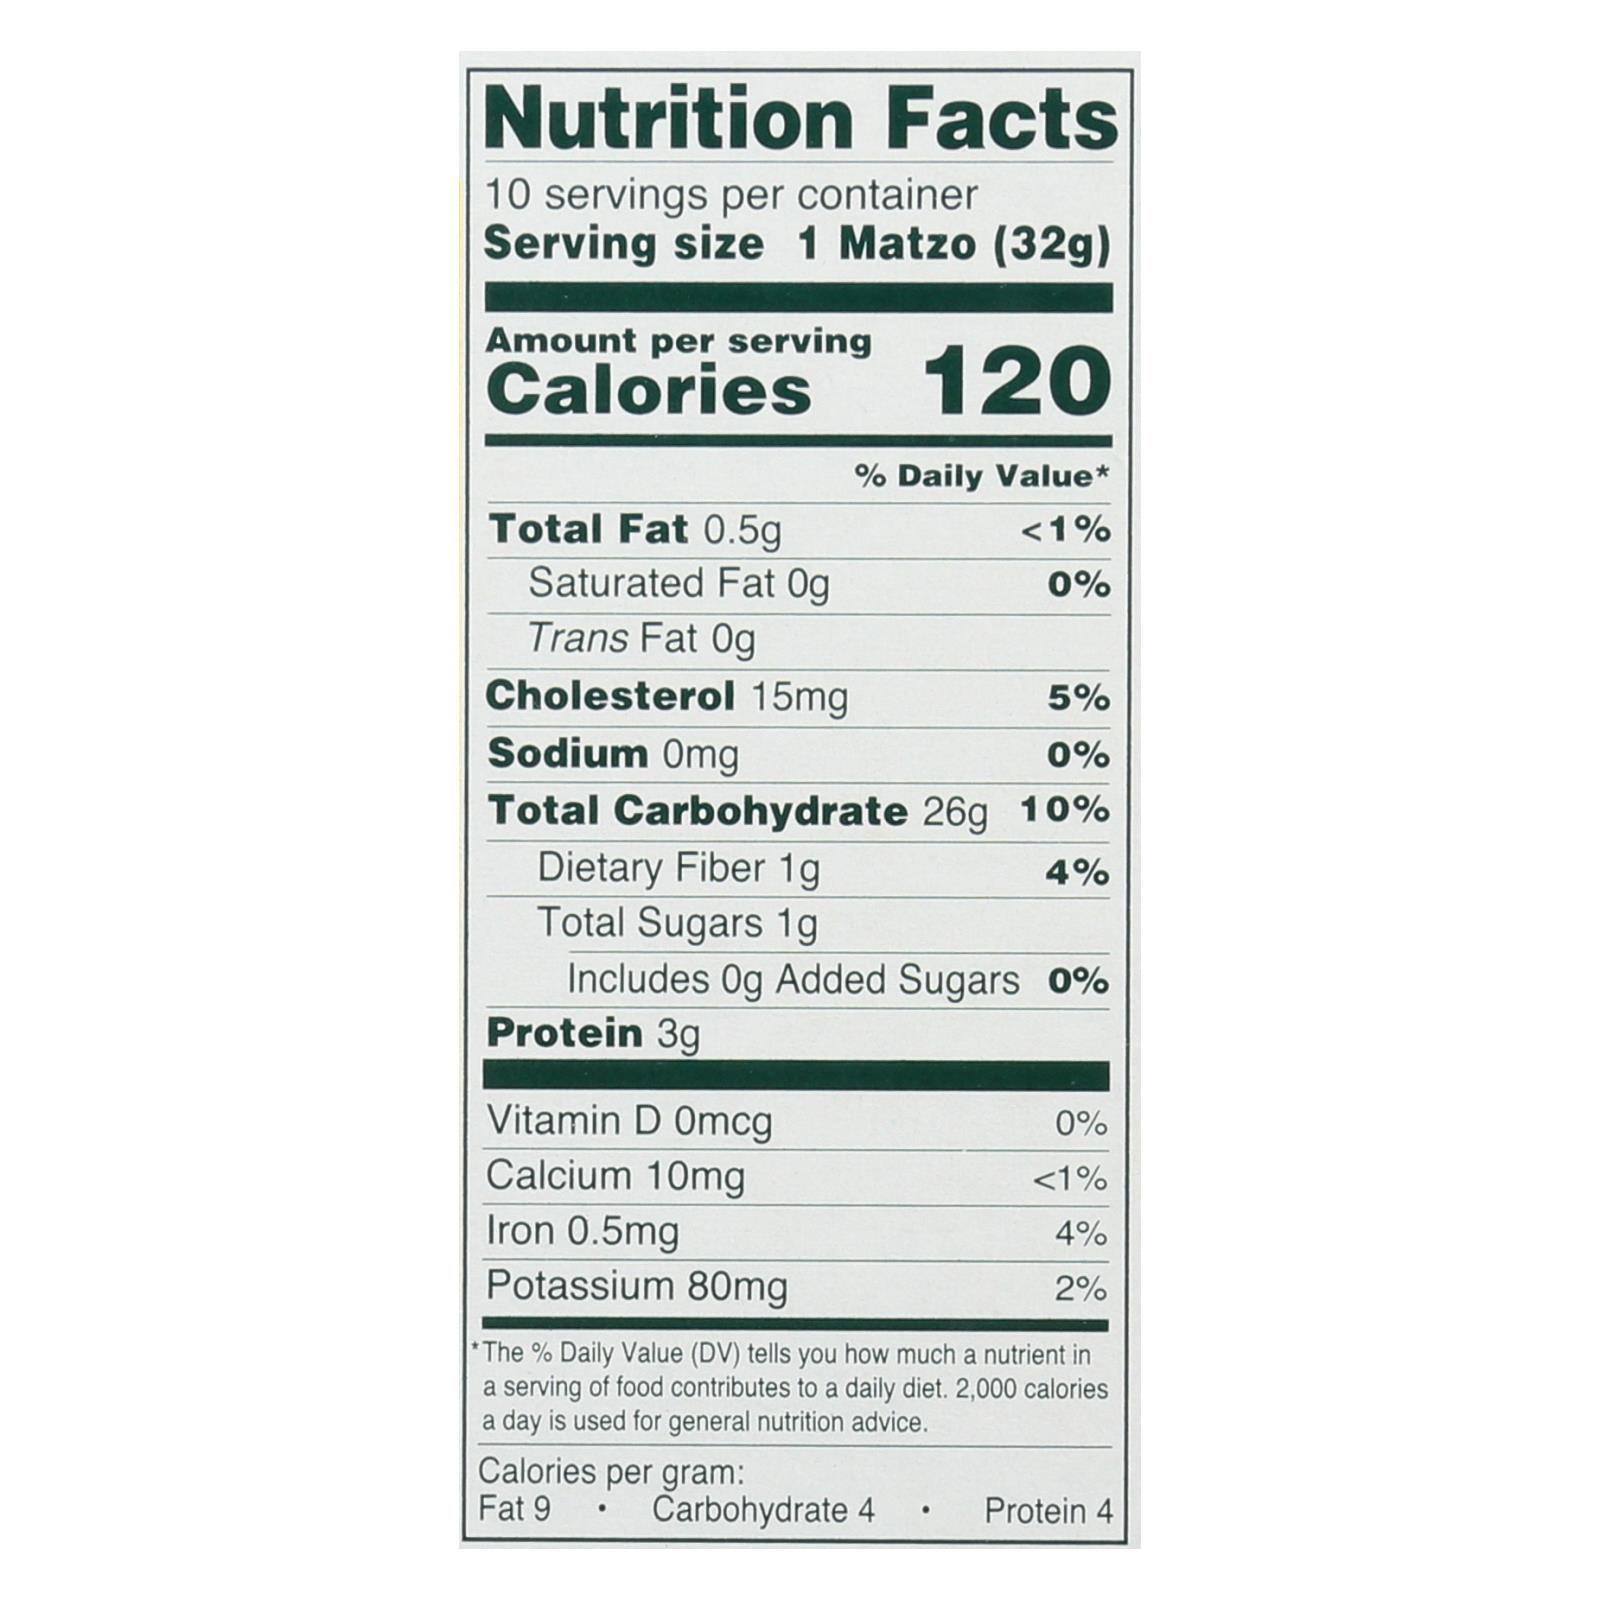 Nutrition Facts
10 servings per container
Serving size 1 Matzo (32g)
Amount per serving
Calories 120
% Daily Value*
Total Fat 0.5g <1%
Saturated Fat 0g 0%
Trans Fat 0g
Cholesterol 15mg 5%
Sodium 0mg 0%
Total Carbohydrate 26g 10%
Dietary Fiber 1g 4%
Total Sugars 1g
Includes 0g Added Sugars 0%
Protein 3g
Vitamin D 0mcg 0%
Calcium 10mg <1%
Iron 0.5mg 4%
Potassium 80mg 2%
*The % Daily Value (DV) tells you how much a nutrient in
a serving of food contributes to a daily diet. 2,000 calories
a day is used for general nutrition advice.
Calories per gram:
Fat 9 • Carbohydrate 4 • Protein 4